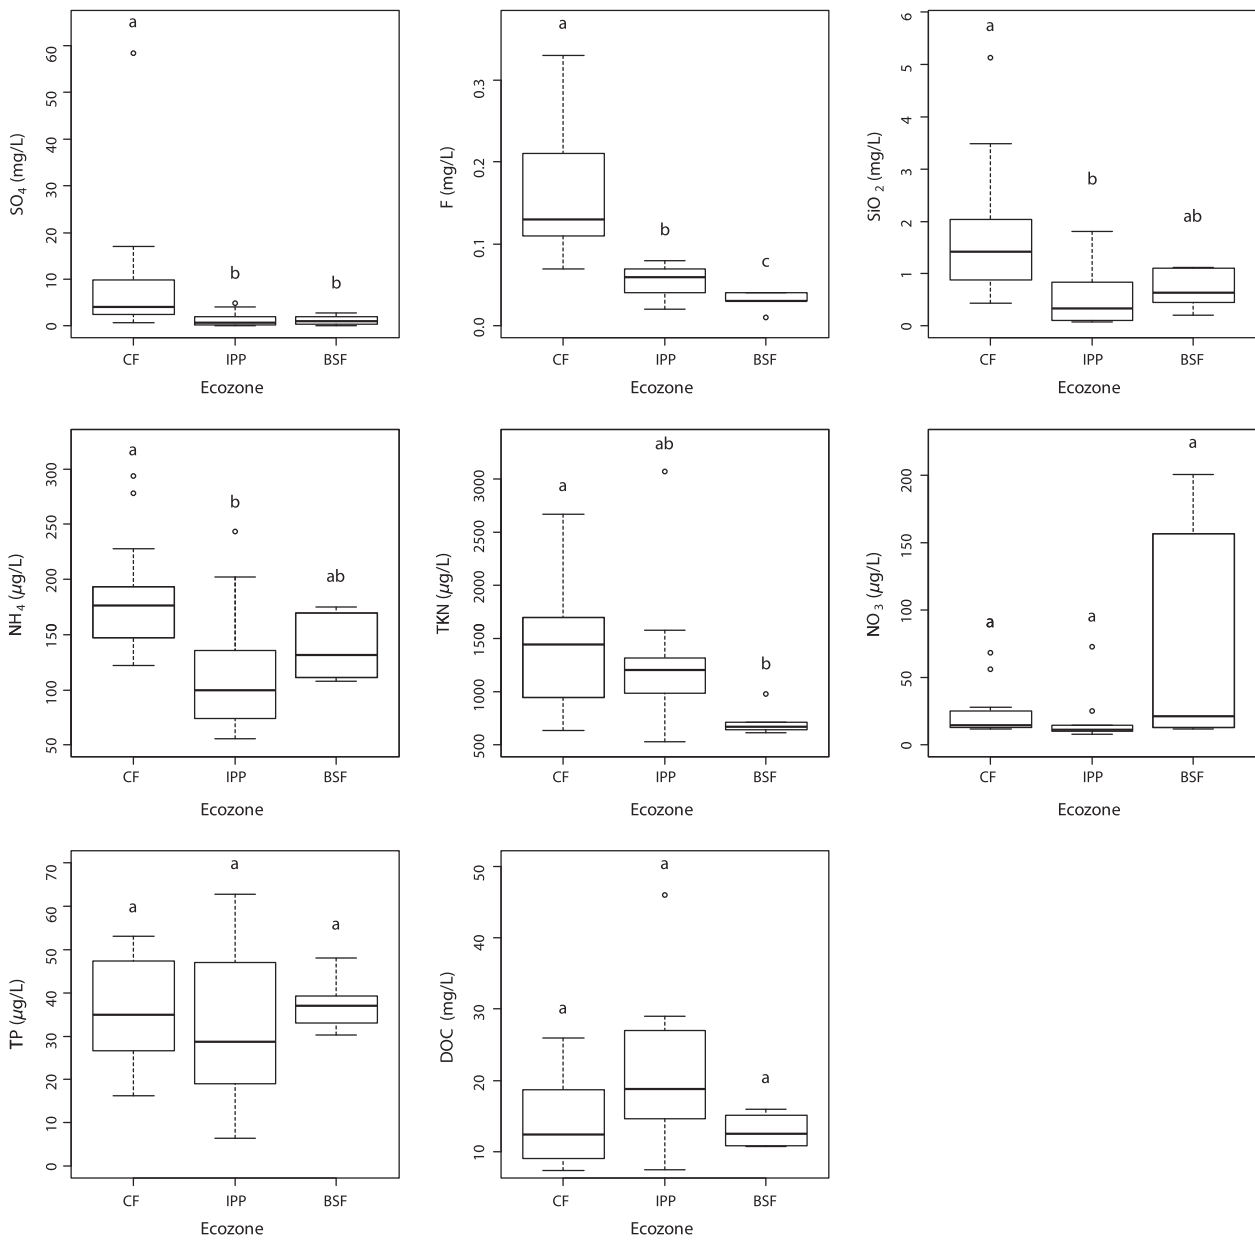 a
60
50
40
30
20
10
0
SO4 (mg/L)
b
b
CF IPP BSF
Ecozone
a
0.3
0.2
0.1
0.0
F (mg/L)
b
c
CF IPP BSF
Ecozone
a
6
5
4
3
2
1
0
SiO 2 (mg/L)
b
ab
CF IPP BSF
Ecozone
a
300
250
200
150
100
50
NH4 (µg/L)
b
ab
CF IPP BSF
Ecozone
ab
a
3000
2500
2000
1500
1000
500
TKN (µg/L)
b
CF IPP BSF
Ecozone
a
200
150
100
50
0
NO3 (µg/L)
a
a
CF IPP BSF
Ecozone
a
70
60
50
40
30
20
10
0
TP (µg/L)
a
a
CF IPP BSF
Ecozone
a
50
40
30
20
10
DOC (mg/L)
a
a
CF IPP BSF
Ecozone